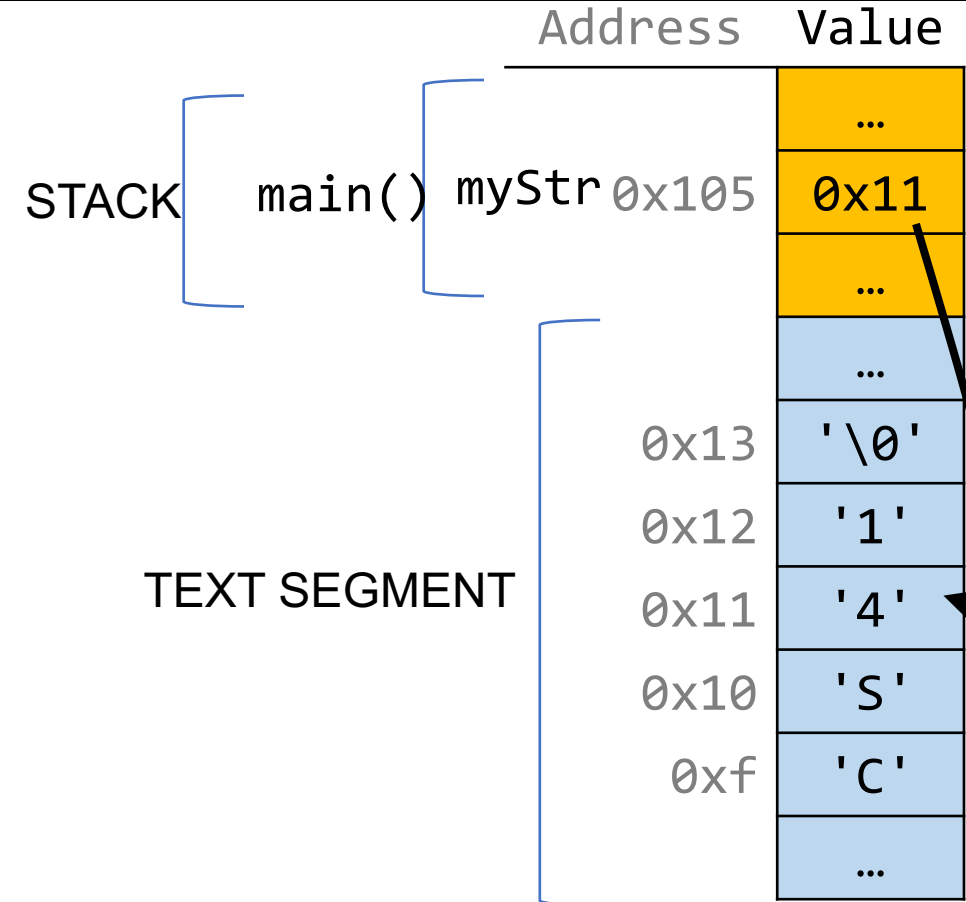 Address Value
…
STACK main() myStr 0x105 0x11
…
…
0x13 '\0'
0x12 '1'
TEXT SEGMENT 0x11 '4'
0x10 'S'
0xf 'C'
…